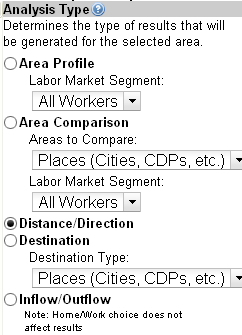 Analysis Type
Determines the type of results that will
be generated for the selected area.
Area Profile
Labor Market Segment:
All Workers
Area Comparison
Areas to Compare:
Places (Cities, CDPs, etc.)
Labor Market Segment:
All Workers
Distance/Direction
Destination
Destination Type:
Places (Cities, CDPs, etc.)
Inflow/Outflow
Note: Home/Work choice does not
affect results